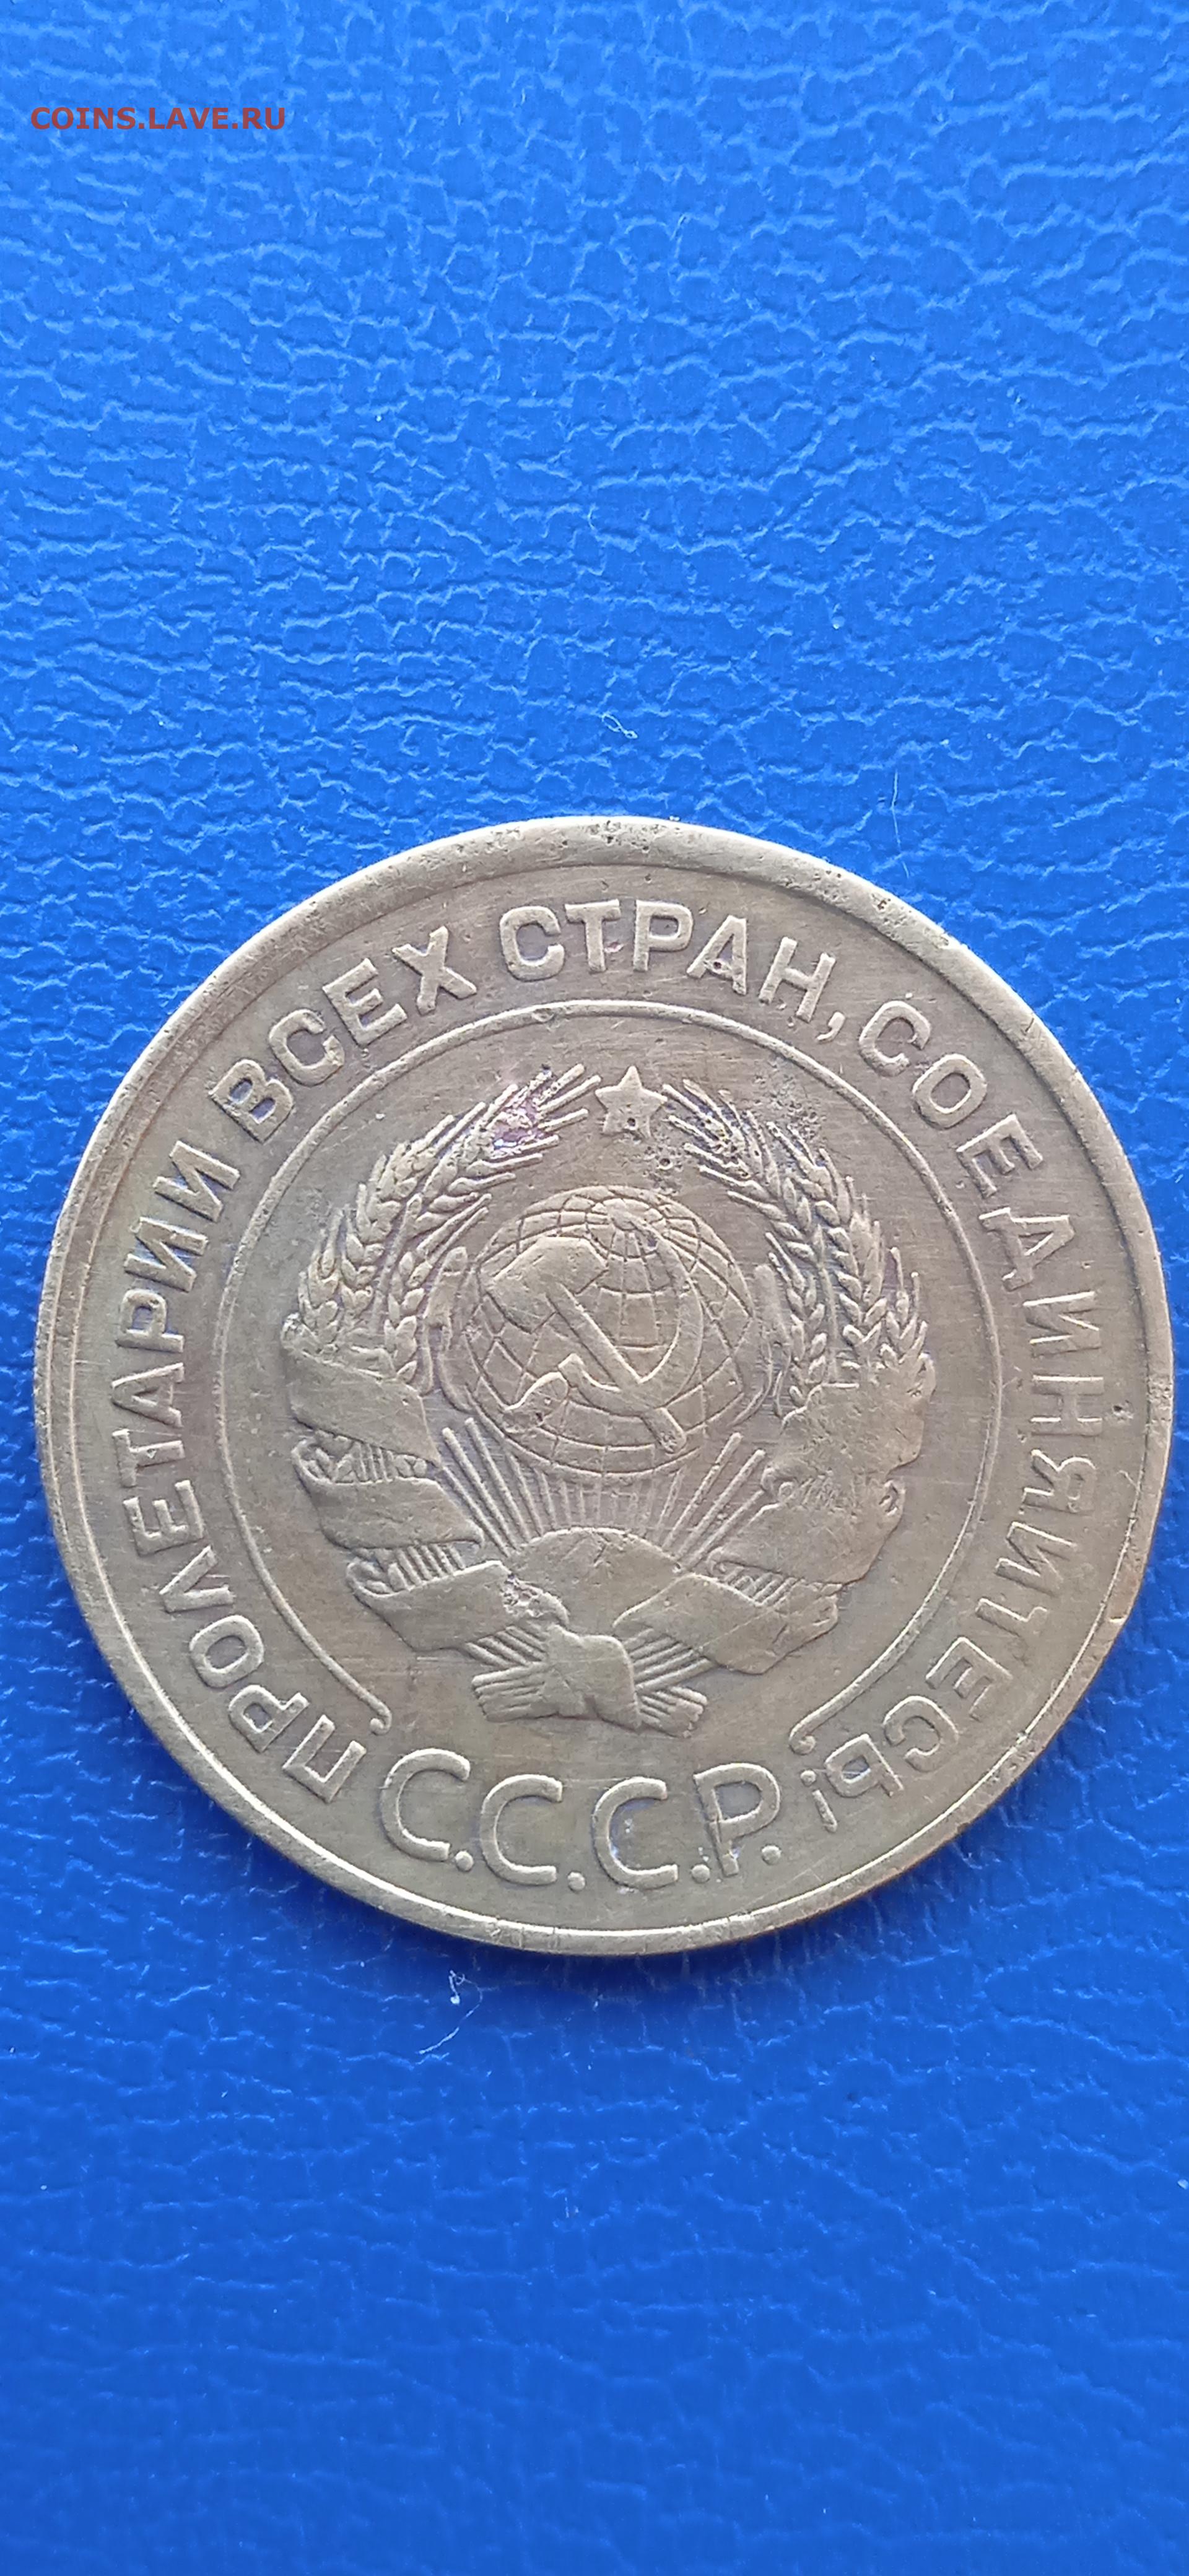 COINS.LAVE.RU
ПРОЛЕТАРИИ ВСЕХ СТРАН, СОЕДИНЯЙТЕСЬ!
С.С.С.Р.